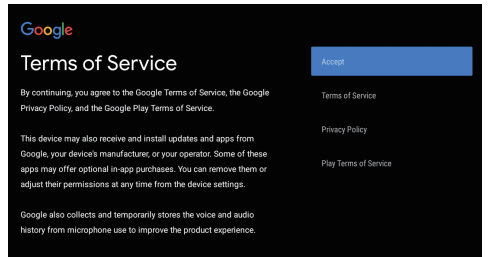 Google
Terms of Service
By continuing, you agree to the Google Terms of Service, the Google
Privacy Policy, and the Google Play Terms of Service.
This device may also receive and install updates and apps from
Google, your device's manufacturer, or your operator. Some of these
apps may offer optional in-app purchases. You can remove them or
adjust their permissions at any time from the device settings.
Google also collects and temporarily stores the voice and audio
history from microphone use to improve the product experience.
Accept
Terms of Service
Privacy Policy
Play Terms of Service